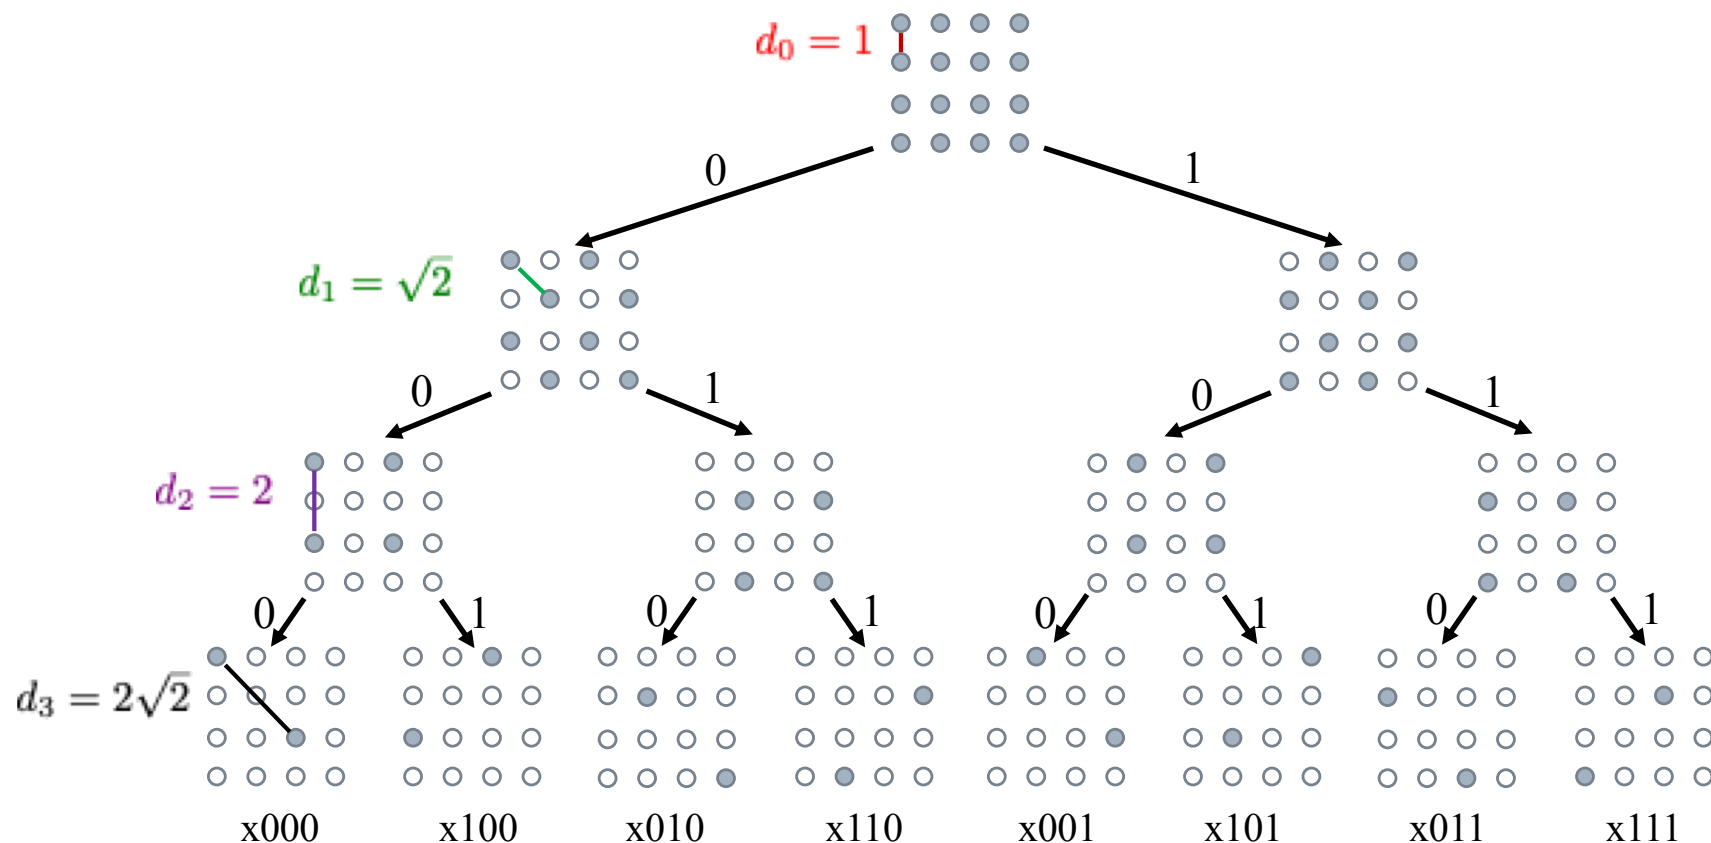 d₀ = 1
0
1
d₁ = √2
0
1
0
1
d₂ = 2
0
1
0
1
0
1
0
1
d₃ = 2√2
x000
x100
x010
x110
x001
x101
x011
x111